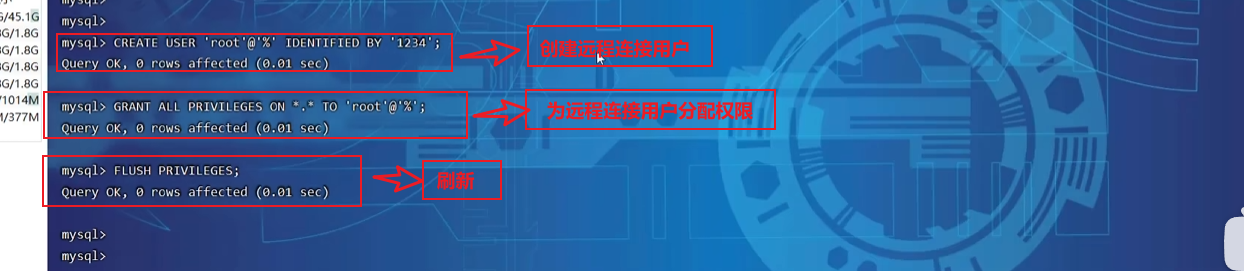 G/45.1G
mysql>
mysql>
G/1.8G
mysql> CREATE USER 'root'@'%' IDENTIFIED BY '1234';
创建远程连接用户
G/1.8G
Query OK, 0 rows affected (0.01 sec)
G/1.8G
G/1.8G
/1014M
mysql> GRANT ALL PRIVILEGES ON *.* TO 'root'@'%';
为远程连接用户分配权限
/377M
Query OK, 0 rows affected (0.01 sec)
mysql> FLUSH PRIVILEGES;
刷新
Query OK, 0 rows affected (0.01 sec)
mysql>
mysql>